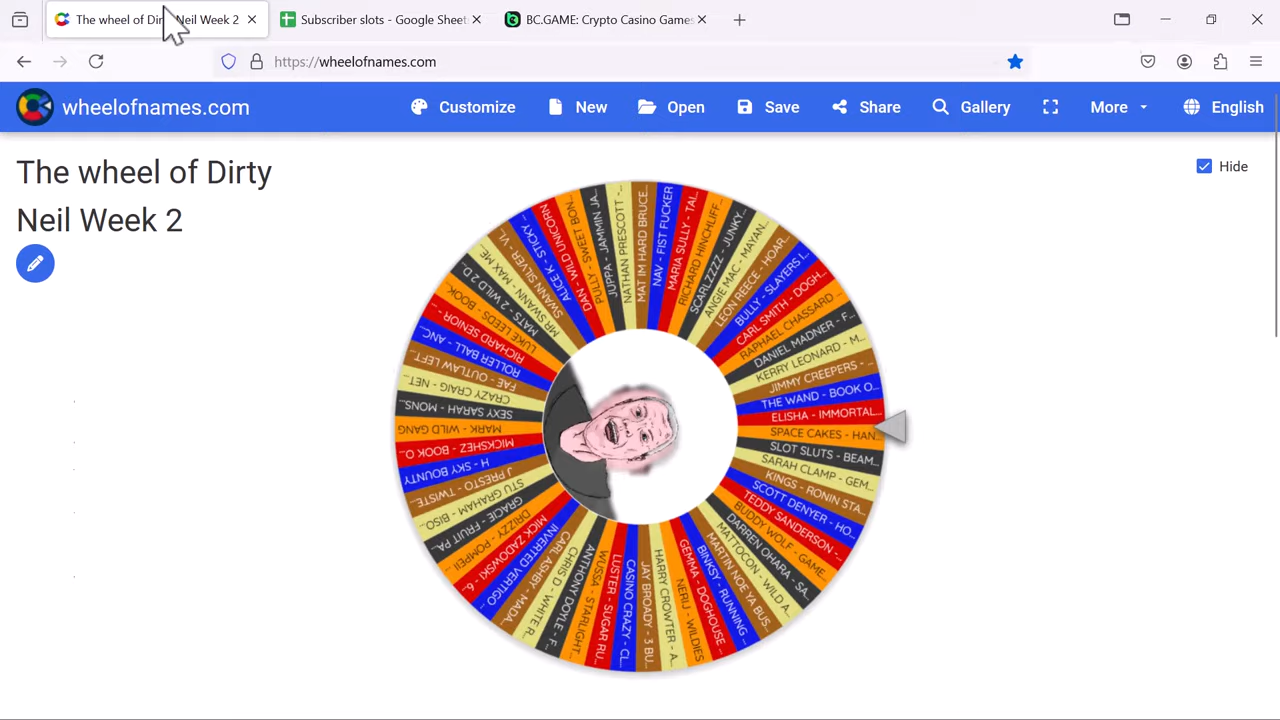 The wheel of Dirty Neil Week 2
Subscriber slots - Google Sheet
BC.GAME: Crypto Casino Games
https://wheelofnames.com
wheelofnames.com
Customize
New
Open
Save
Share
Gallery
More
English
The wheel of Dirty
Neil Week 2
Hide
MAT IM HARD BRUCE...
NAV - FIST FUCKER
MARIA SULLY - TAL...
RICHARD HINCHLIFF...
SCARLZZZZ - JUNKY...
ANGIE MAC - MAYAN...
LEON REECE - HOAR...
BULLY - SLAYERS I...
CARL SMITH - DOGH...
RAPHAEL CHASSARD ...
DANIEL MADNER - F...
KERRY LEONARD - M...
JIMMY CREEPERS - ...
THE WAND - BOOK O...
ELISHA - IMMORTAL...
SPACE CAKES - HAN...
SLOT SLUTS - BEAM...
SARAH CLAMP - GEM...
KINGS - RONIN STA...
SCOTT DENYER - HO...
TEDDY SANDERSON -...
BUDDY WOLF - GAME...
DARREN OHARA - SA...
MATTOCON - WILD A...
MARTIN NOE YA BUS...
BINKSY - RUNNING ...
GEMMA - DOGHOUSE ...
NERIJ - WILDIES
HARRY CROWTER - A...
JAY BROADY - 3 BU...
CASINO CRAZY - CL...
LUSTER - SUGAR RU...
WUSSA - STARLIGHT...
ANTHONY DOYLE - F...
CHRIS D - WHITE R...
CARL ASHBY - MADA...
INVERTED VERTIGO ...
MICK ZADOWSKI - 6...
DRIZZY - POMPEII ...
GRACIE - FRUIT PA...
STU GRAHAM - BISO...
J PRESTO - TWISTE...
H - SKY BOUNTY
MICKSHEZ - BOOK O...
MARK - WILD GANG
SEXY SARAH - MONS...
CRAZY CRAIG - NET...
FAE - OUTLAW LEFT...
ROLLER BALL - ANC...
RICHARD SENIOR - ...
LUKE LEEDS - BOOK...
MATS - 2 WILD 2 D...
MR SWANN - MAX ME...
SWANN SILVER - VI...
ALICE K - STICKY...
DAN - WILD UNICORN
PULLY - SWEET BON...
JUPPA - JAMMIN JA...
NATHAN PRESCOTT -...